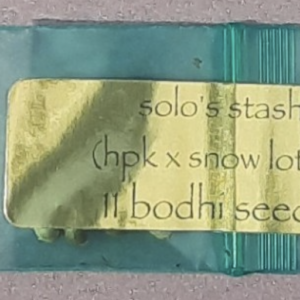 solo's stash
(hpk x snow lot
11 bodhi seed